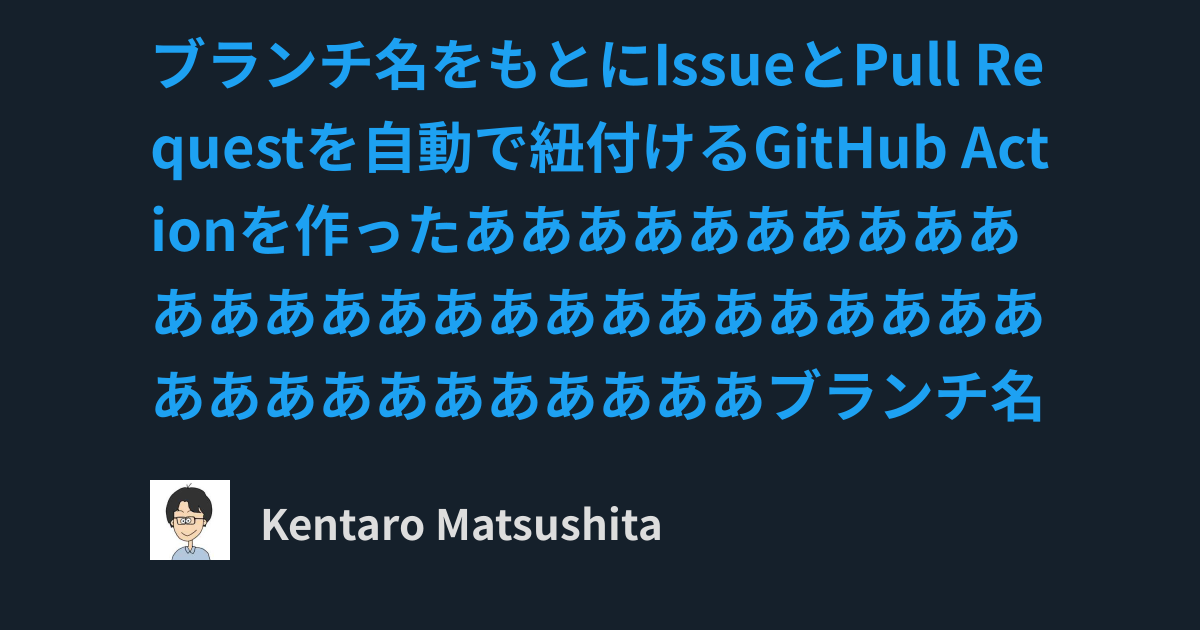 ブランチ名をもとにIssueとPull Re
questを自動で紐付けるGitHub Act
ionを作ったああああああああああ
ああああああああああああああああ
あああああああああああブランチ名
Kentaro Matsushita